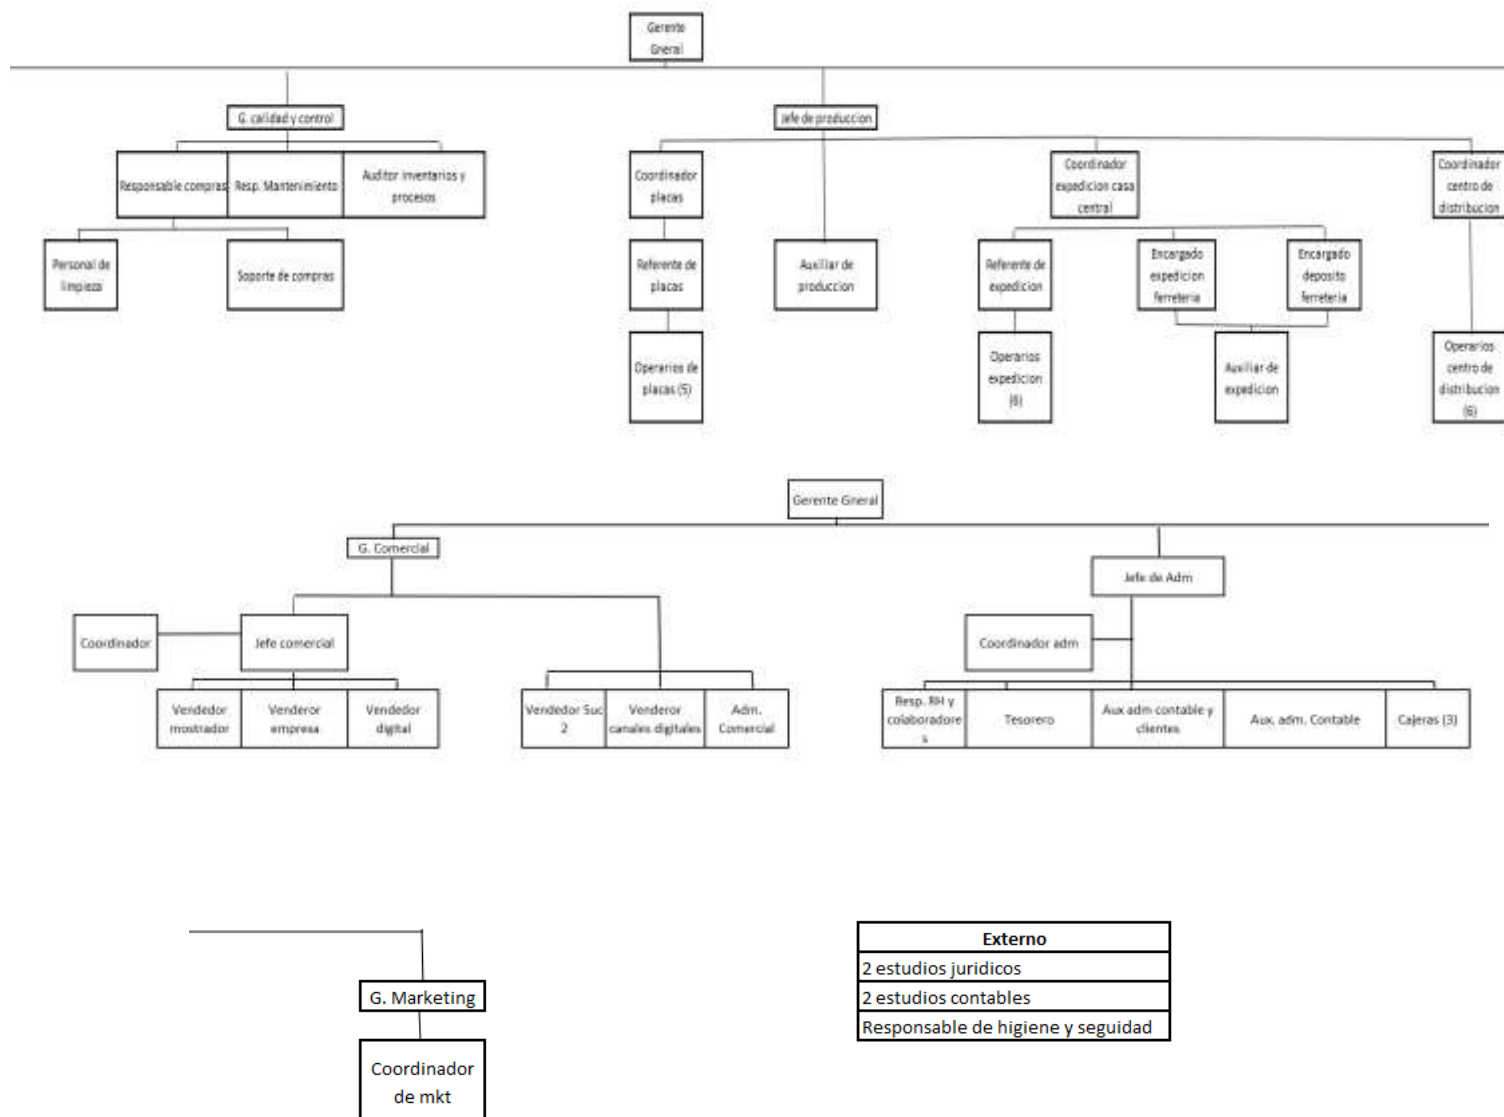 Gerente
Gneral
G. calidad y control
Jefe de produccion
Responsable compras
Resp. Mantenimiento
Auditor inventarios y
procesos
Coordinador
placas
Coordinador
expedicion casa
central
Coordinador
centro de
distribucion
Personal de
limpieza
Soporte de compras
Referente de
placas
Auxiliar de
produccion
Referente de
expedicion
Encargado
expedicion
ferreteria
Encargado
deposito
ferreteria
Operarios de
placas (5)
Operarios
expedicion
(6)
Auxiliar de
expedicion
Operarios
centro de
distribucion
(6)
Gerente Gneral
G. Comercial
Jefe de Adm
Coordinador
Jefe comercial
Coordinador adm
Vendedor
mostrador
Venderor
empresa
Vendedor
digital
Vendedor Suc
2
Venderor
canales digitales
Adm.
Comercial
Resp. RH y
colaboradore
s
Tesorero
Aux adm contable y
clientes
Aux. adm. Contable
Cajeras (3)
G. Marketing
Coordinador
de mkt
Externo
2 estudios juridicos
2 estudios contables
Responsable de higiene y seguidad